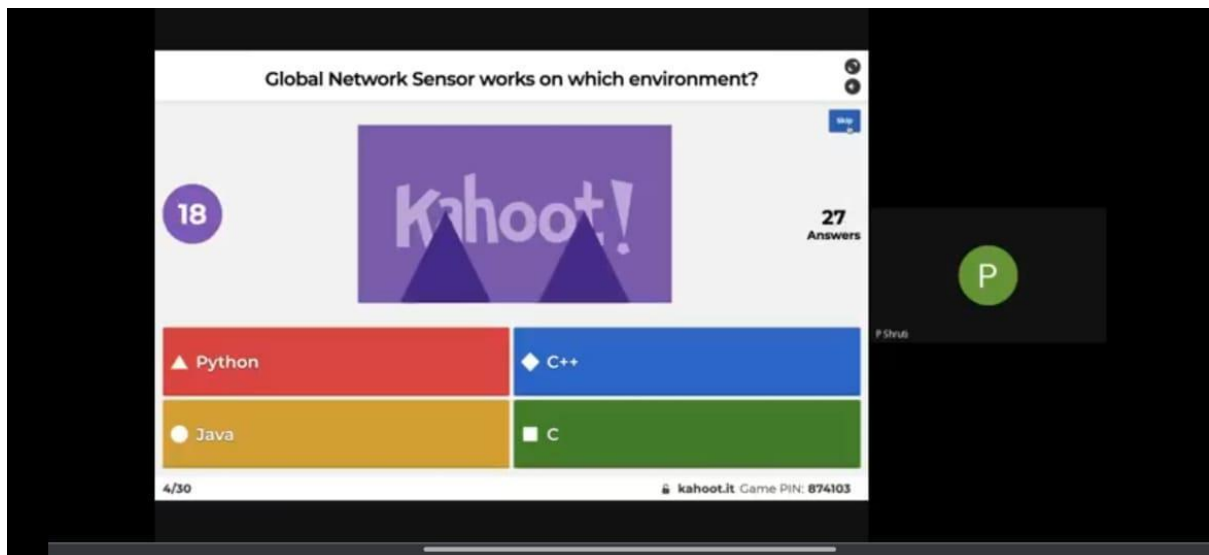 Global Network Sensor works on which environment?
Skip
Kahoot!
18
27
Answers
P
P Shruti
Python
C++
Java
C
4/30
kahoot.it Game PIN: 874103